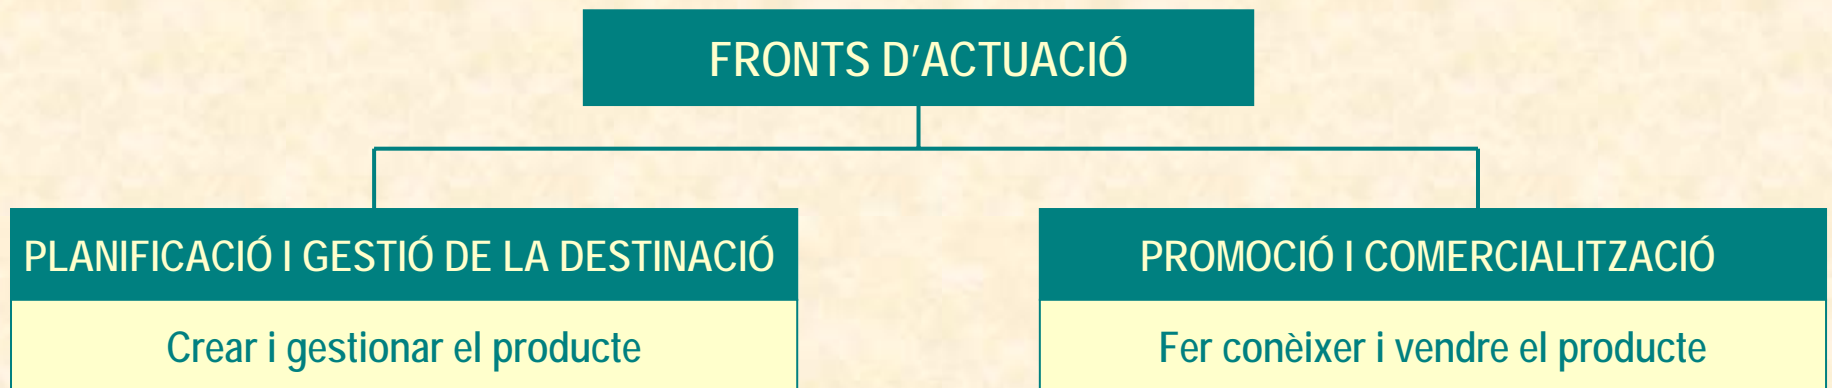 FRONTS D’ACTUACIÓ
PLANIFICACIÓ I GESTIÓ DE LA DESTINACIÓ
Crear i gestionar el producte
PROMOCIÓ I COMERCIALITZACIÓ
Fer conèixer i vendre el producte